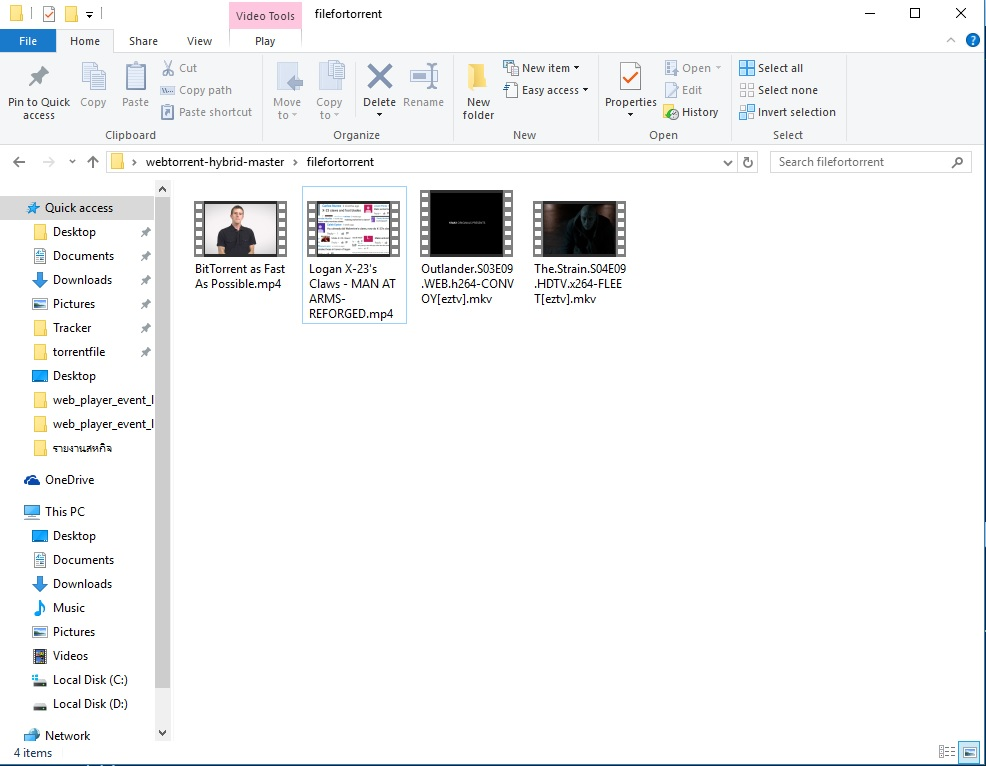 Video Tools
filefortorrent
File
Home
Share
View
Play
Pin to Quick
access
Copy
Paste
Cut
Copy path
Paste shortcut
Clipboard
Move
to
Copy
to
Delete
Rename
Organize
New
folder
New item
Easy access
New
Properties
Open
Edit
History
Open
Select all
Select none
Invert selection
Select
webtorrent-hybrid-master
filefortorrent
Search filefortorrent
Quick access
Desktop
Documents
Downloads
Pictures
Tracker
torrentfile
Desktop
web_player_event_l
web_player_event_l
รายงานสหกิจ
OneDrive
This PC
Desktop
Documents
Downloads
Music
Pictures
Videos
Local Disk (C:)
Local Disk (D:)
Network
BitTorrent as Fast
As Possible.mp4
Logan X-23's
Claws - MAN AT
ARMS-
REFORGED.mp4
Outlander.S03E09
.WEB.h264-CONV
OY[eztv].mkv
The.Strain.S04E09
.HDTV.x264-FLEE
T[eztv].mkv
4 items